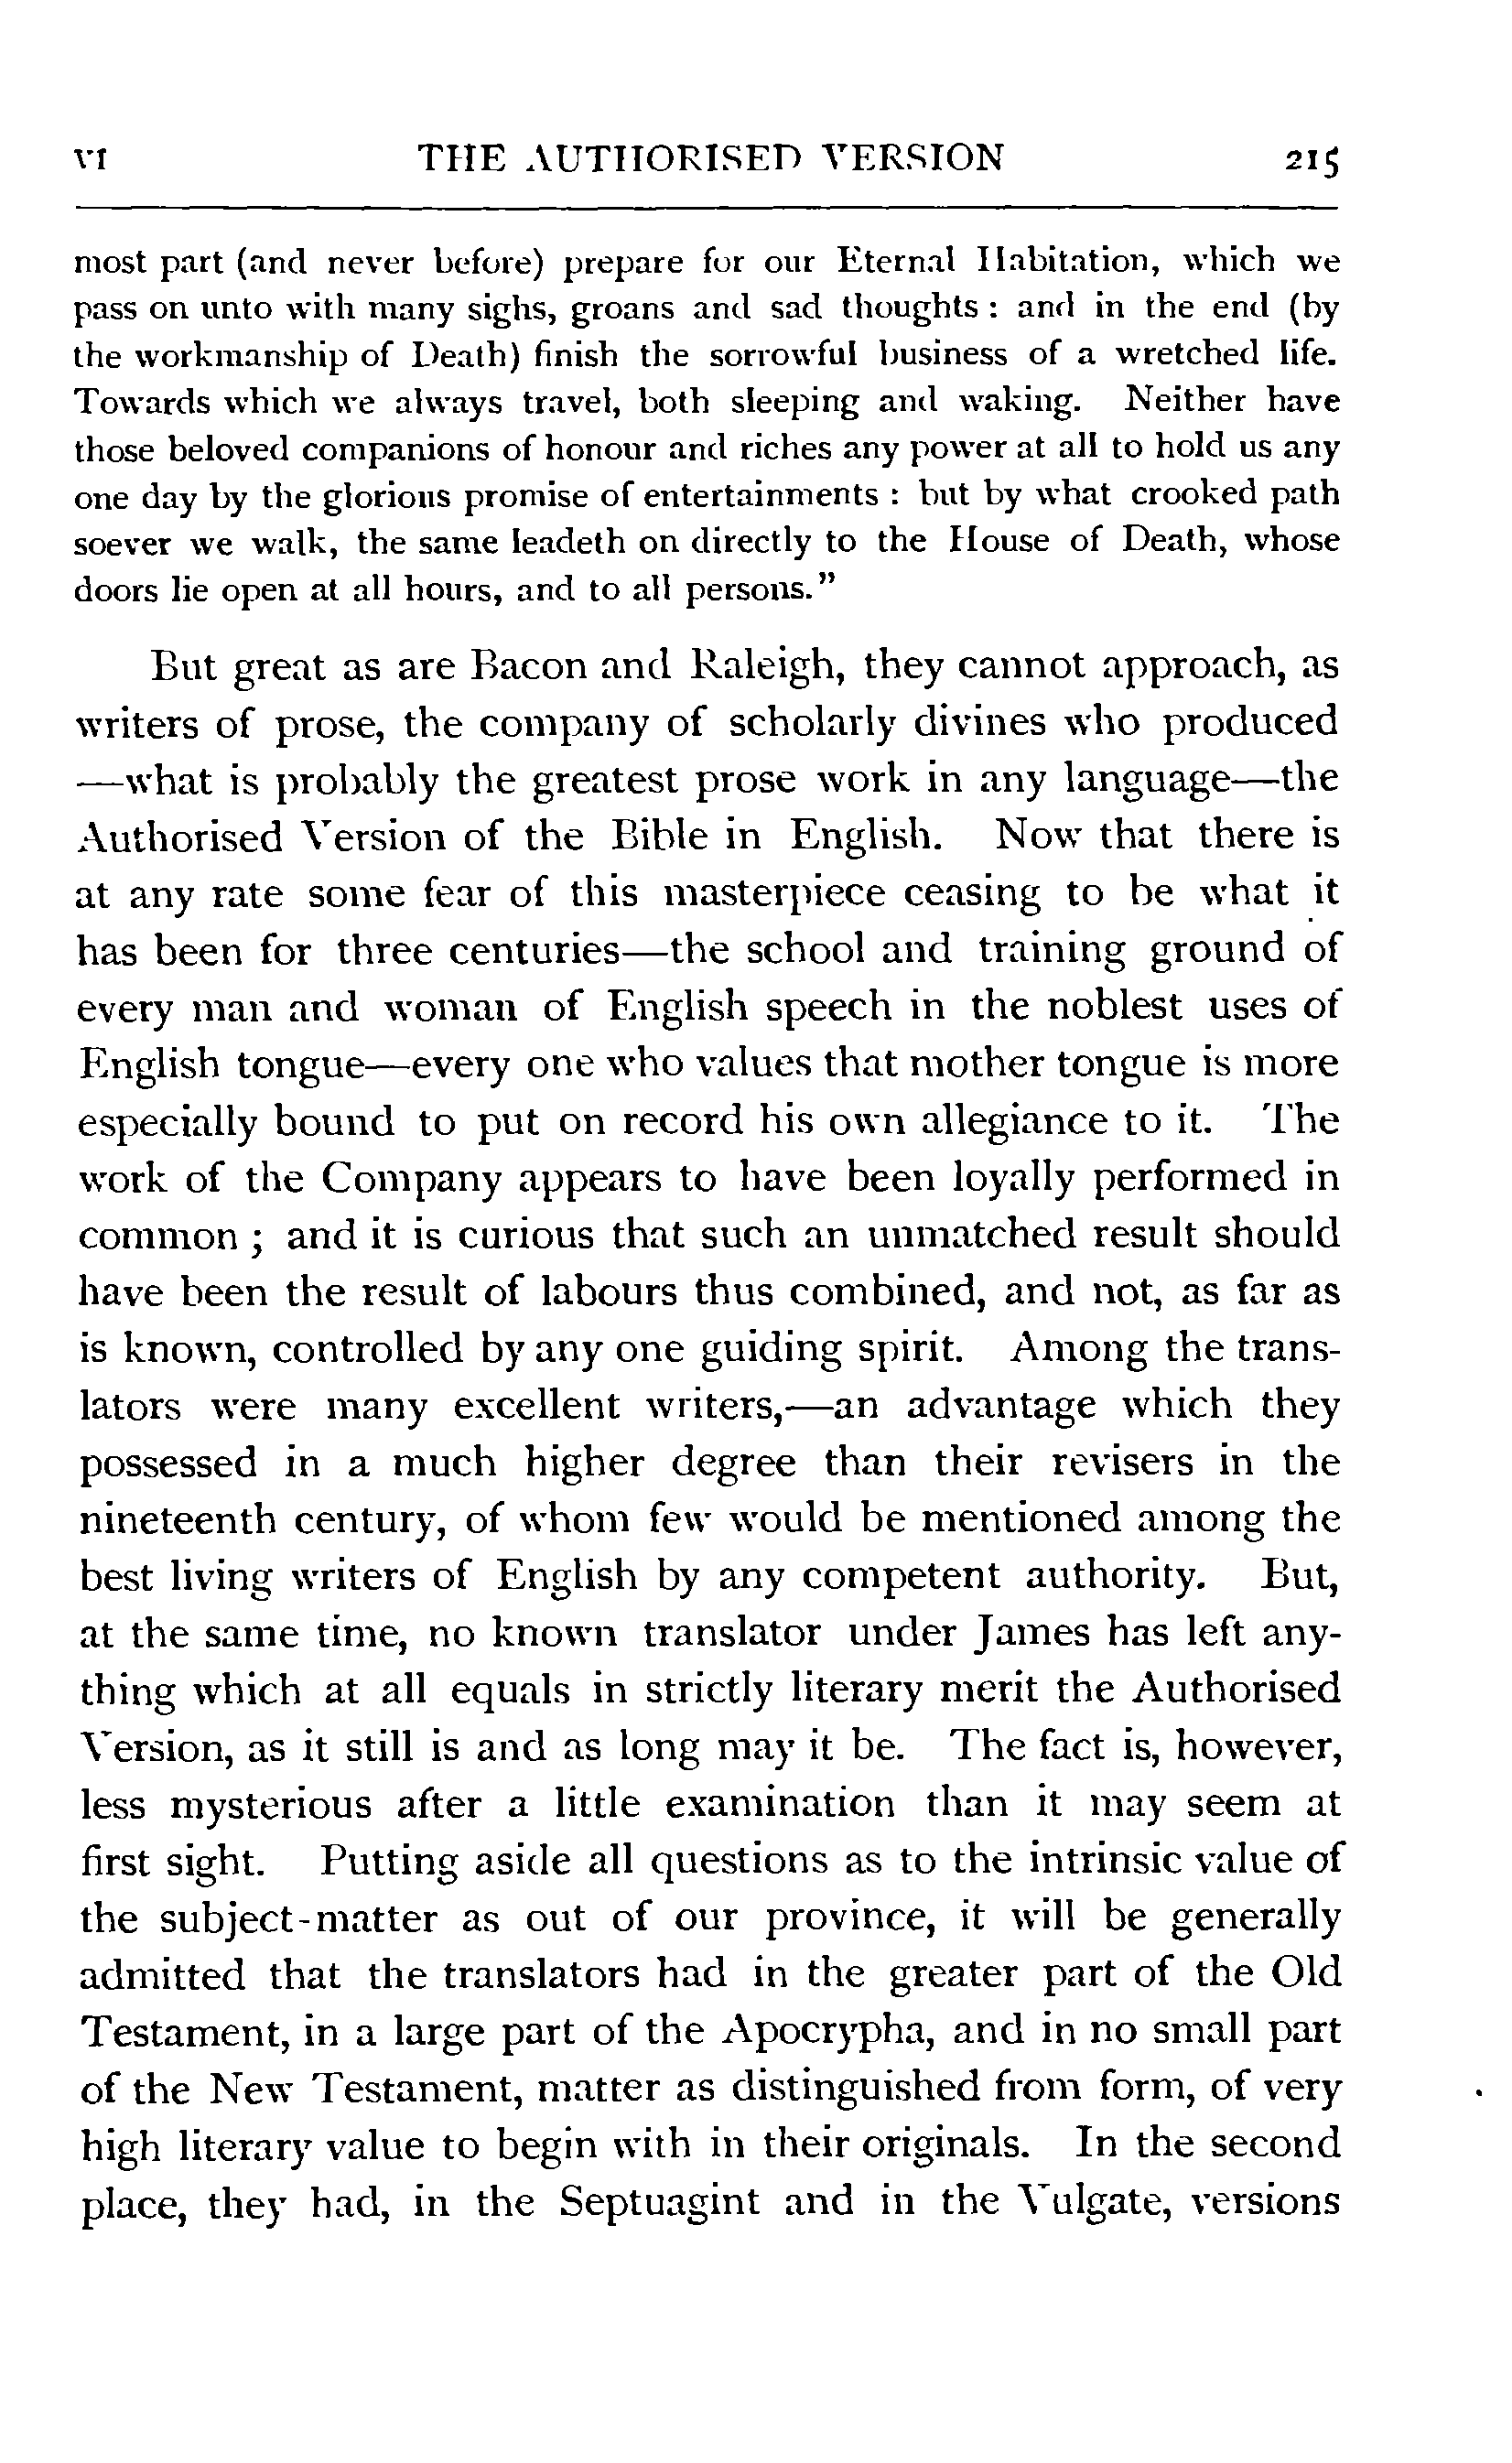 VI THE AUTHORISED VERSION 215
most part (and never before) prepare for our Eternal Habitation, which we
pass on unto with many sighs, groans and sad thoughts : and in the end (by
the workmanship of Death) finish the sorrowful business of a wretched life.
Towards which we always travel, both sleeping and waking. Neither have
those beloved companions of honour and riches any power at all to hold us any
one day by the glorious promise of entertainments : but by what crooked path
soever we walk, the same leadeth on directly to the House of Death, whose
doors lie open at all hours, and to all persons.”
But great as are Bacon and Raleigh, they cannot approach, as
writers of prose, the company of scholarly divines who produced
—what is probably the greatest prose work in any language—the
Authorised Version of the Bible in English. Now that there is
at any rate some fear of this masterpiece ceasing to be what it
has been for three centuries—the school and training ground of
every man and woman of English speech in the noblest uses of
English tongue—every one who values that mother tongue is more
especially bound to put on record his own allegiance to it. The
work of the Company appears to have been loyally performed in
common ; and it is curious that such an unmatched result should
have been the result of labours thus combined, and not, as far as
is known, controlled by any one guiding spirit. Among the trans-
lators were many excellent writers,—an advantage which they
possessed in a much higher degree than their revisers in the
nineteenth century, of whom few would be mentioned among the
best living writers of English by any competent authority. But,
at the same time, no known translator under James has left any-
thing which at all equals in strictly literary merit the Authorised
Version, as it still is and as long may it be. The fact is, however,
less mysterious after a little examination than it may seem at
first sight. Putting aside all questions as to the intrinsic value of
the subject-matter as out of our province, it will be generally
admitted that the translators had in the greater part of the Old
Testament, in a large part of the Apocrypha, and in no small part
of the New Testament, matter as distinguished from form, of very
high literary value to begin with in their originals. In the second
place, they had, in the Septuagint and in the Vulgate, versions